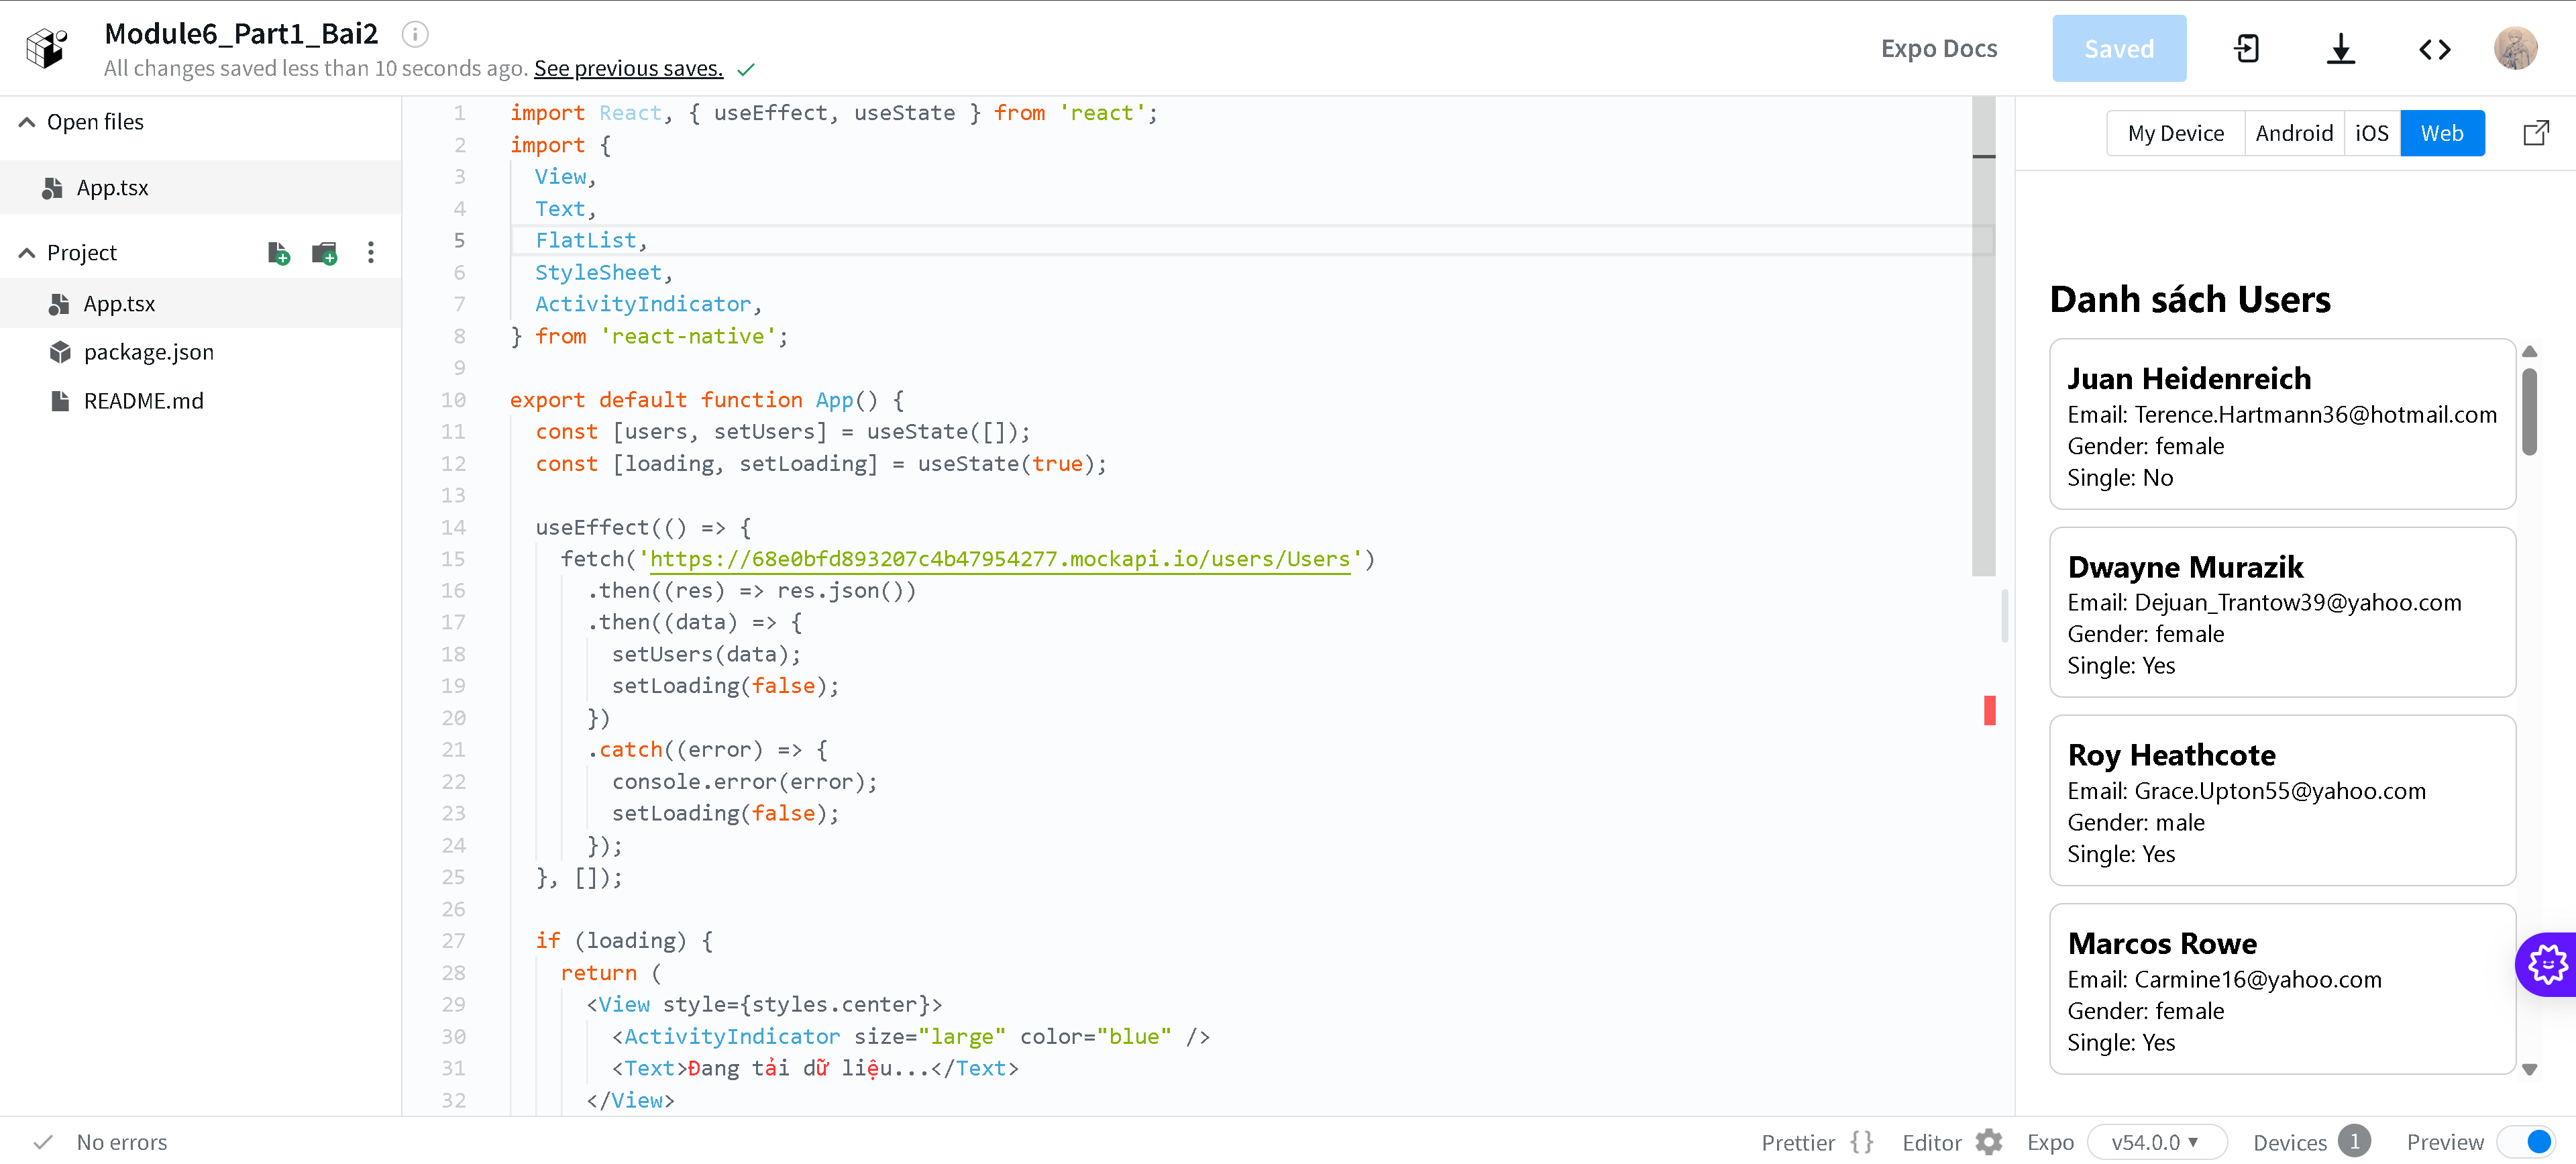 Module6_Part1_Bai2
All changes saved less than 10 seconds ago. See previous saves.
Expo Docs
Saved
Open files
App.tsx
Project
App.tsx
package.json
README.md
1 import React, { useEffect, useState } from 'react';
2 import {
3   View,
4   Text,
5   FlatList,
6   StyleSheet,
7   ActivityIndicator,
8 } from 'react-native';
9
10 export default function App() {
11   const [users, setUsers] = useState([]);
12   const [loading, setLoading] = useState(true);
13
14   useEffect(() => {
15     fetch('https://68e0bfd893207c4b47954277.mockapi.io/users/Users')
16       .then((res) => res.json())
17       .then((data) => {
18         setUsers(data);
19         setLoading(false);
20       })
21       .catch((error) => {
22         console.error(error);
23         setLoading(false);
24       });
25   }, []);
26
27   if (loading) {
28     return (
29       <View style={styles.center}>
30         <ActivityIndicator size="large" color="blue" />
31         <Text>Đang tải dữ liệu...</Text>
32       </View>
My Device Android iOS Web
Danh sách Users
Juan Heidenreich
Email: Terence.Hartmann36@hotmail.com
Gender: female
Single: No
Dwayne Murazik
Email: Dejuan_Trantow39@yahoo.com
Gender: female
Single: Yes
Roy Heathcote
Email: Grace.Upton55@yahoo.com
Gender: male
Single: Yes
Marcos Rowe
Email: Carmine16@yahoo.com
Gender: female
Single: Yes
No errors
Prettier {} Editor Expo v54.0.0 ▼ Devices 1 Preview